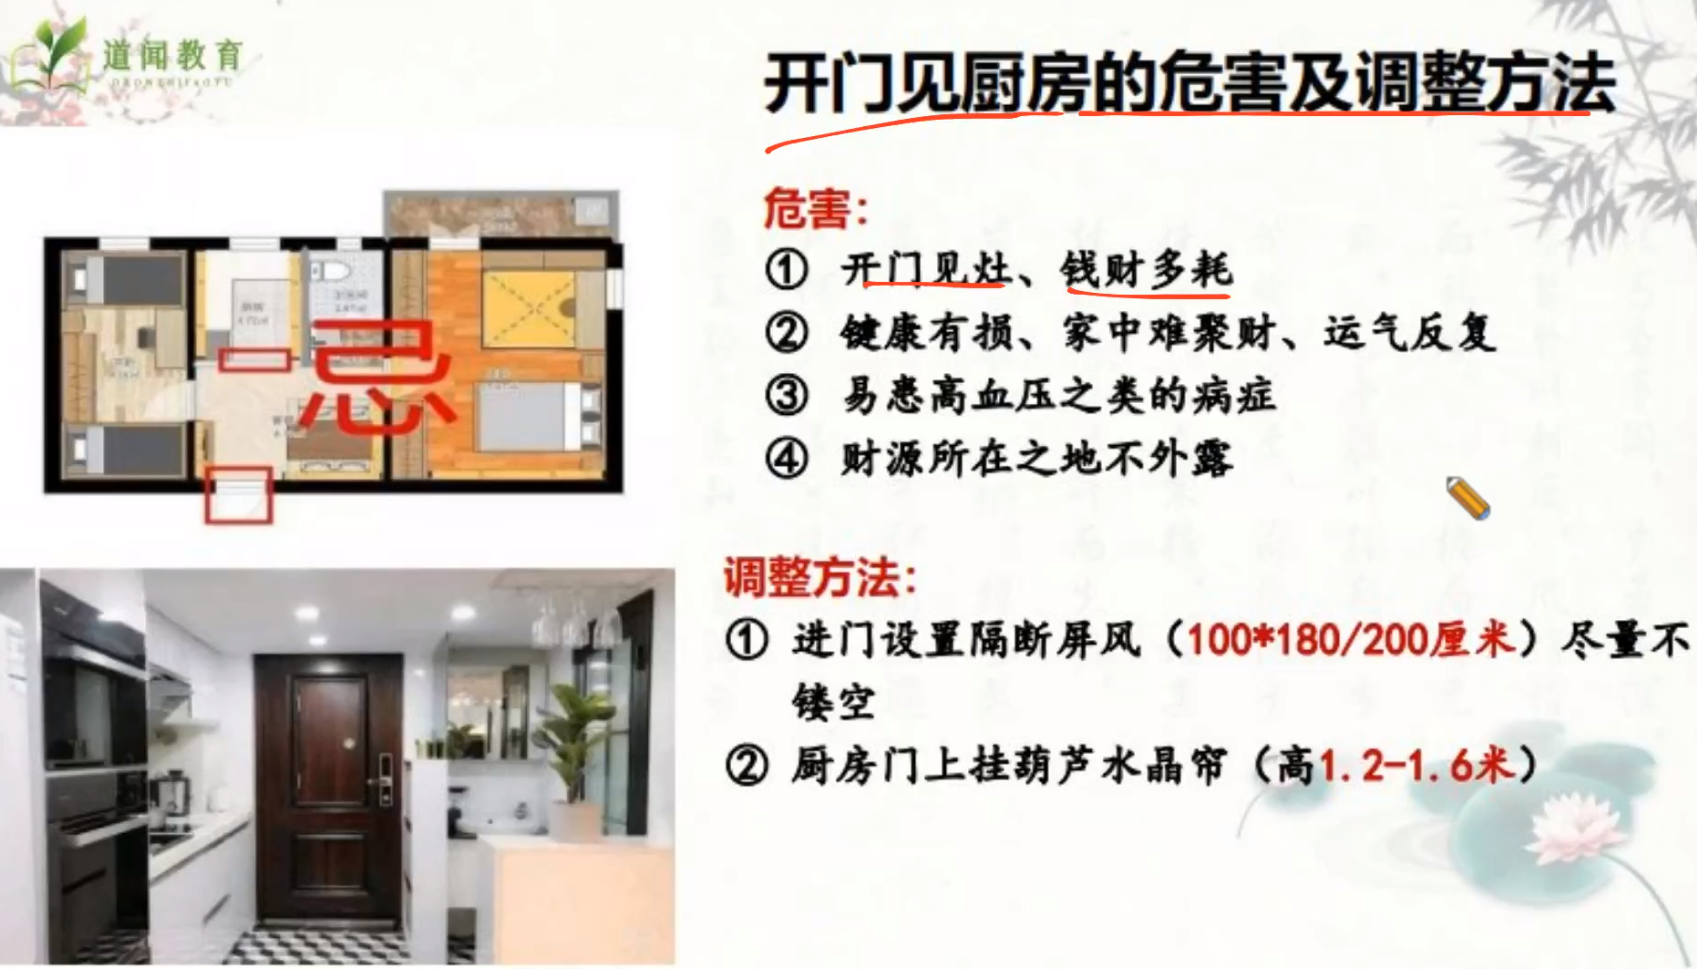 道闻教育
开门见厨房的危害及调整方法
危害：
① 开门见灶、钱财多耗
② 键康有损、家中难聚财、运气反复
③ 易患高血压之类的病症
④ 财源所在之地不外露
忌
调整方法：
① 进门设置隔断屏风（100*180/200厘米）尽量不
镂空
② 厨房门上挂葫芦水晶帘（高1.2-1.6米）